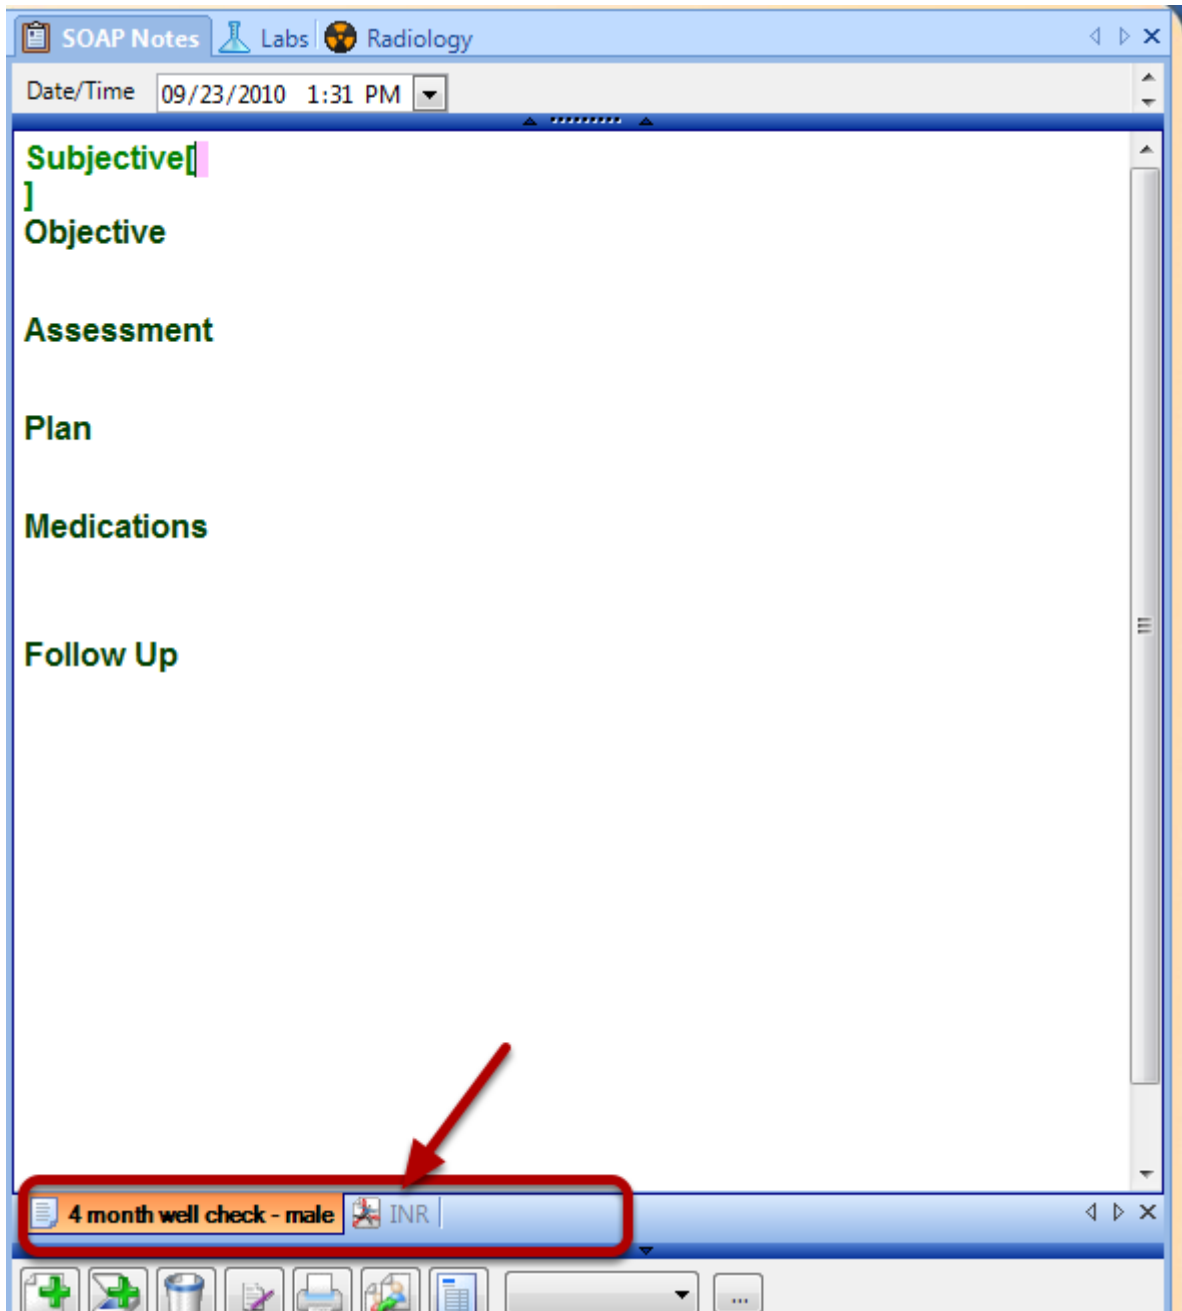 SOAP Notes Labs Radiology
Date/Time 09/23/2010 1:31 PM
Subjective[
]
Objective
Assessment
Plan
Medications
Follow Up
4 month well check - male INR
...